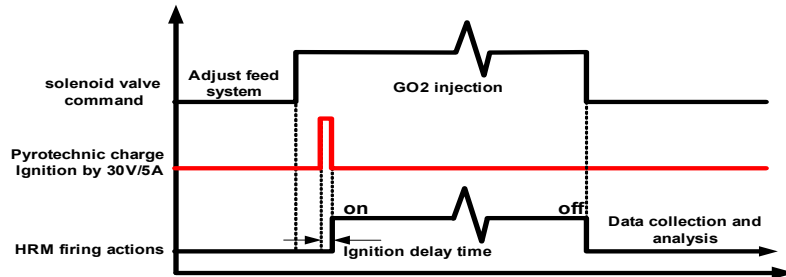 solenoid valve
command
Adjust feed
system
GO2 injection
Pyrotechnic charge
Ignition by 30V/5A
on
off
HRM firing actions
Ignition delay time
Data collection and
analysis